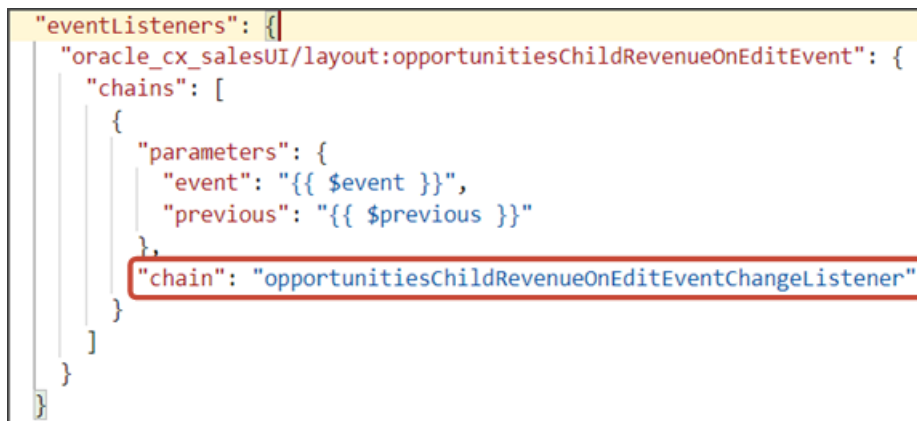 "eventListeners": {
"oracle_cx_salesUI/layout:opportunitiesChildRevenueOnEditEvent": {
"chains": [
{
"parameters": {
"event": "{{ $event }}",
"previous": "{{ $previous }}"
},
"chain": "opportunitiesChildRevenueOnEditEventChangeListener"
}
]
}
}